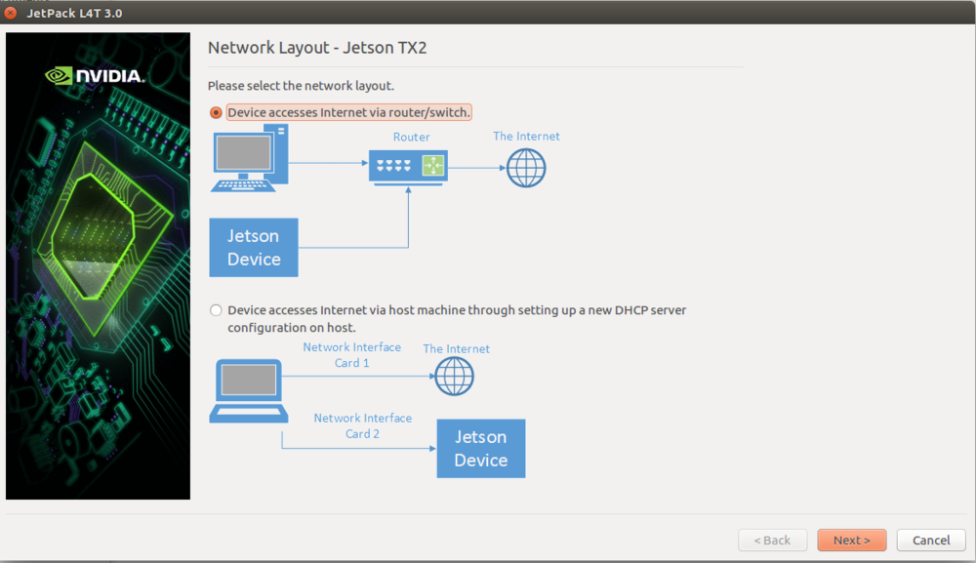 JetPack L4T 3.0
NVIDIA.
Network Layout - Jetson TX2
Please select the network layout.
Device accesses Internet via router/switch.
Router
The Internet
Jetson
Device
Device accesses Internet via host machine through setting up a new DHCP server
configuration on host.
Network Interface
Card 1
The Internet
Network Interface
Card 2
Jetson
Device
< Back
Next >
Cancel